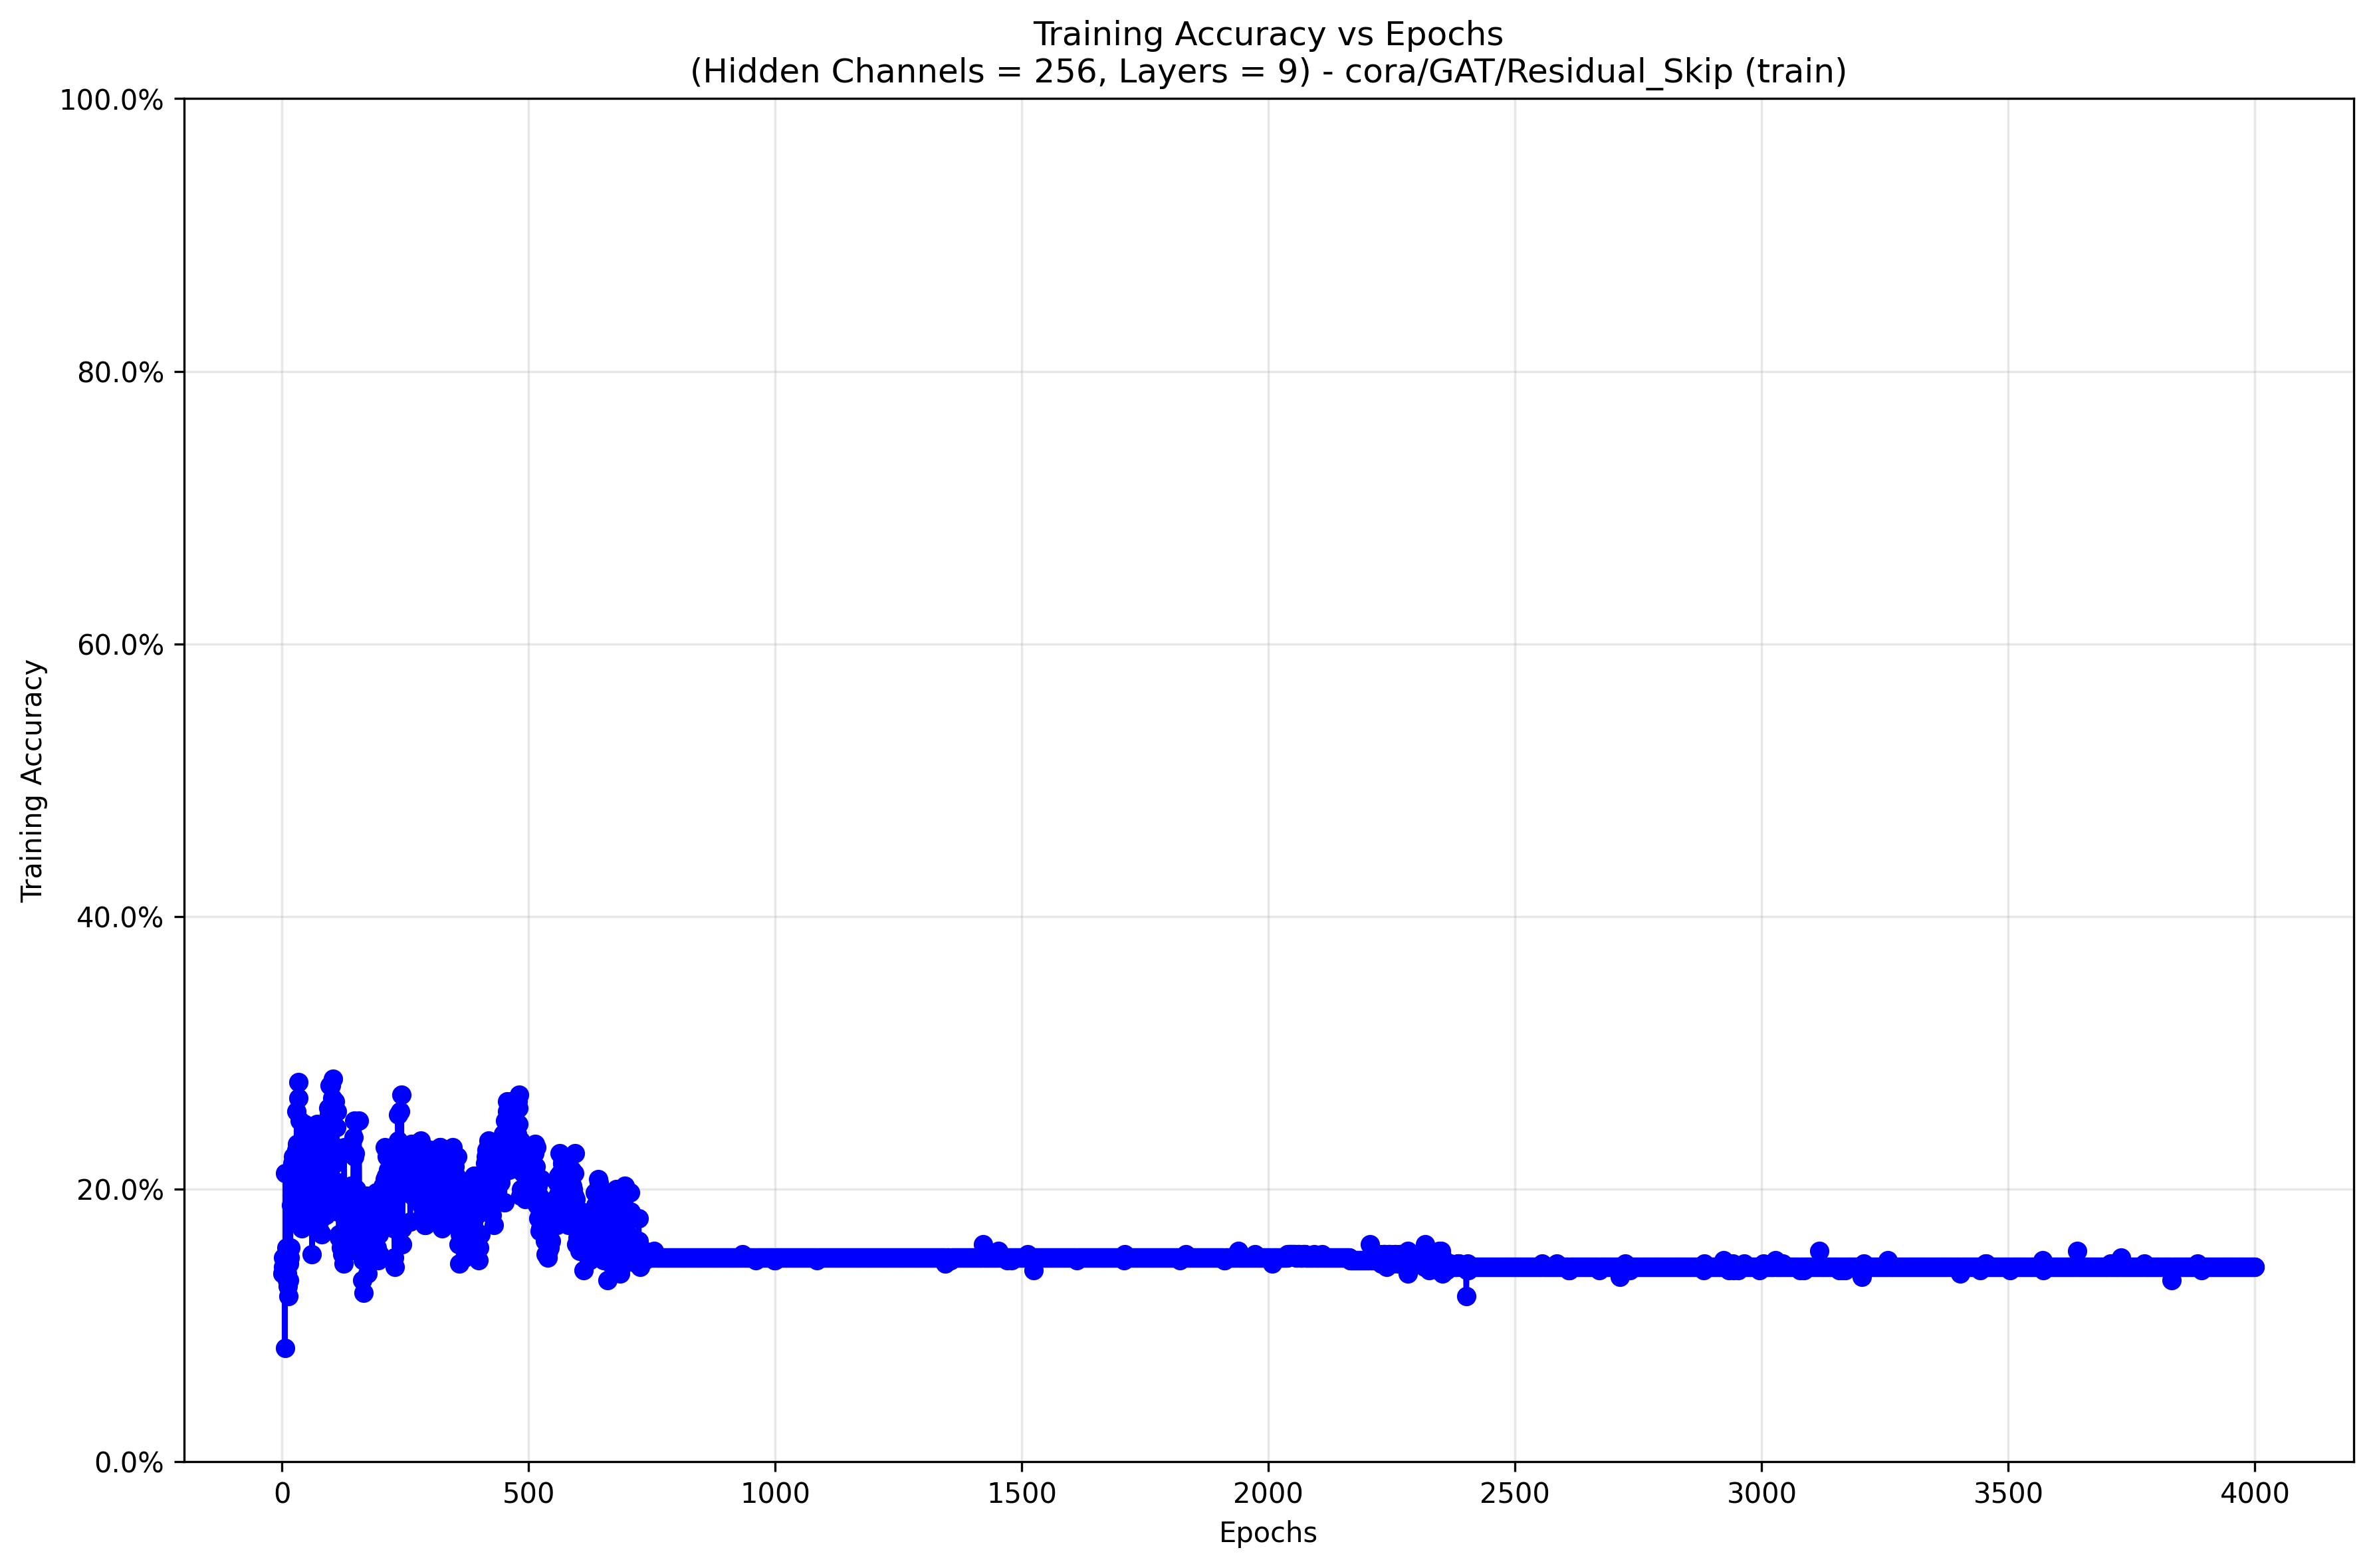 Training Accuracy vs Epochs
(Hidden Channels = 256, Layers = 9) - cora/GAT/Residual_Skip (train)
100.0%
80.0%
60.0%
40.0%
20.0%
0.0%
Training Accuracy
0 500 1000 1500 2000 2500 3000 3500 4000
Epochs